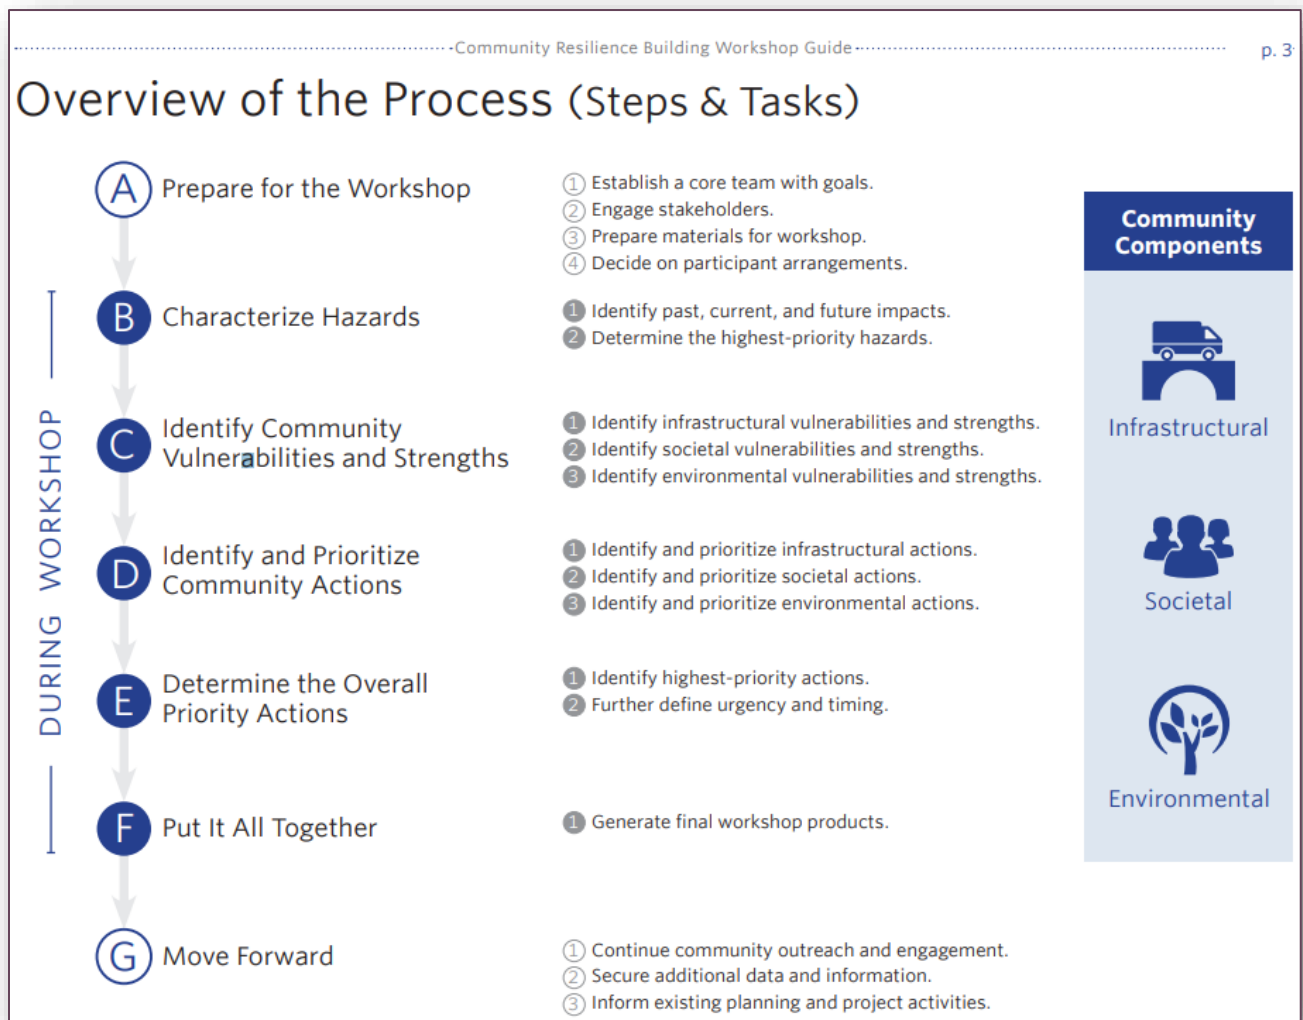 Community Resilience Building Workshop Guide
p. 3
Overview of the Process (Steps & Tasks)
A Prepare for the Workshop
1 Establish a core team with goals.
2 Engage stakeholders.
3 Prepare materials for workshop.
4 Decide on participant arrangements.
B Characterize Hazards
1 Identify past, current, and future impacts.
2 Determine the highest-priority hazards.
C Identify Community
Vulnerabilities and Strengths
1 Identify infrastructural vulnerabilities and strengths.
2 Identify societal vulnerabilities and strengths.
3 Identify environmental vulnerabilities and strengths.
D Identify and Prioritize
Community Actions
1 Identify and prioritize infrastructural actions.
2 Identify and prioritize societal actions.
3 Identify and prioritize environmental actions.
E Determine the Overall
Priority Actions
1 Identify highest-priority actions.
2 Further define urgency and timing.
F Put It All Together
1 Generate final workshop products.
G Move Forward
1 Continue community outreach and engagement.
2 Secure additional data and information.
3 Inform existing planning and project activities.
DURING WORKSHOP
Community
Components
Infrastructural
Societal
Environmental